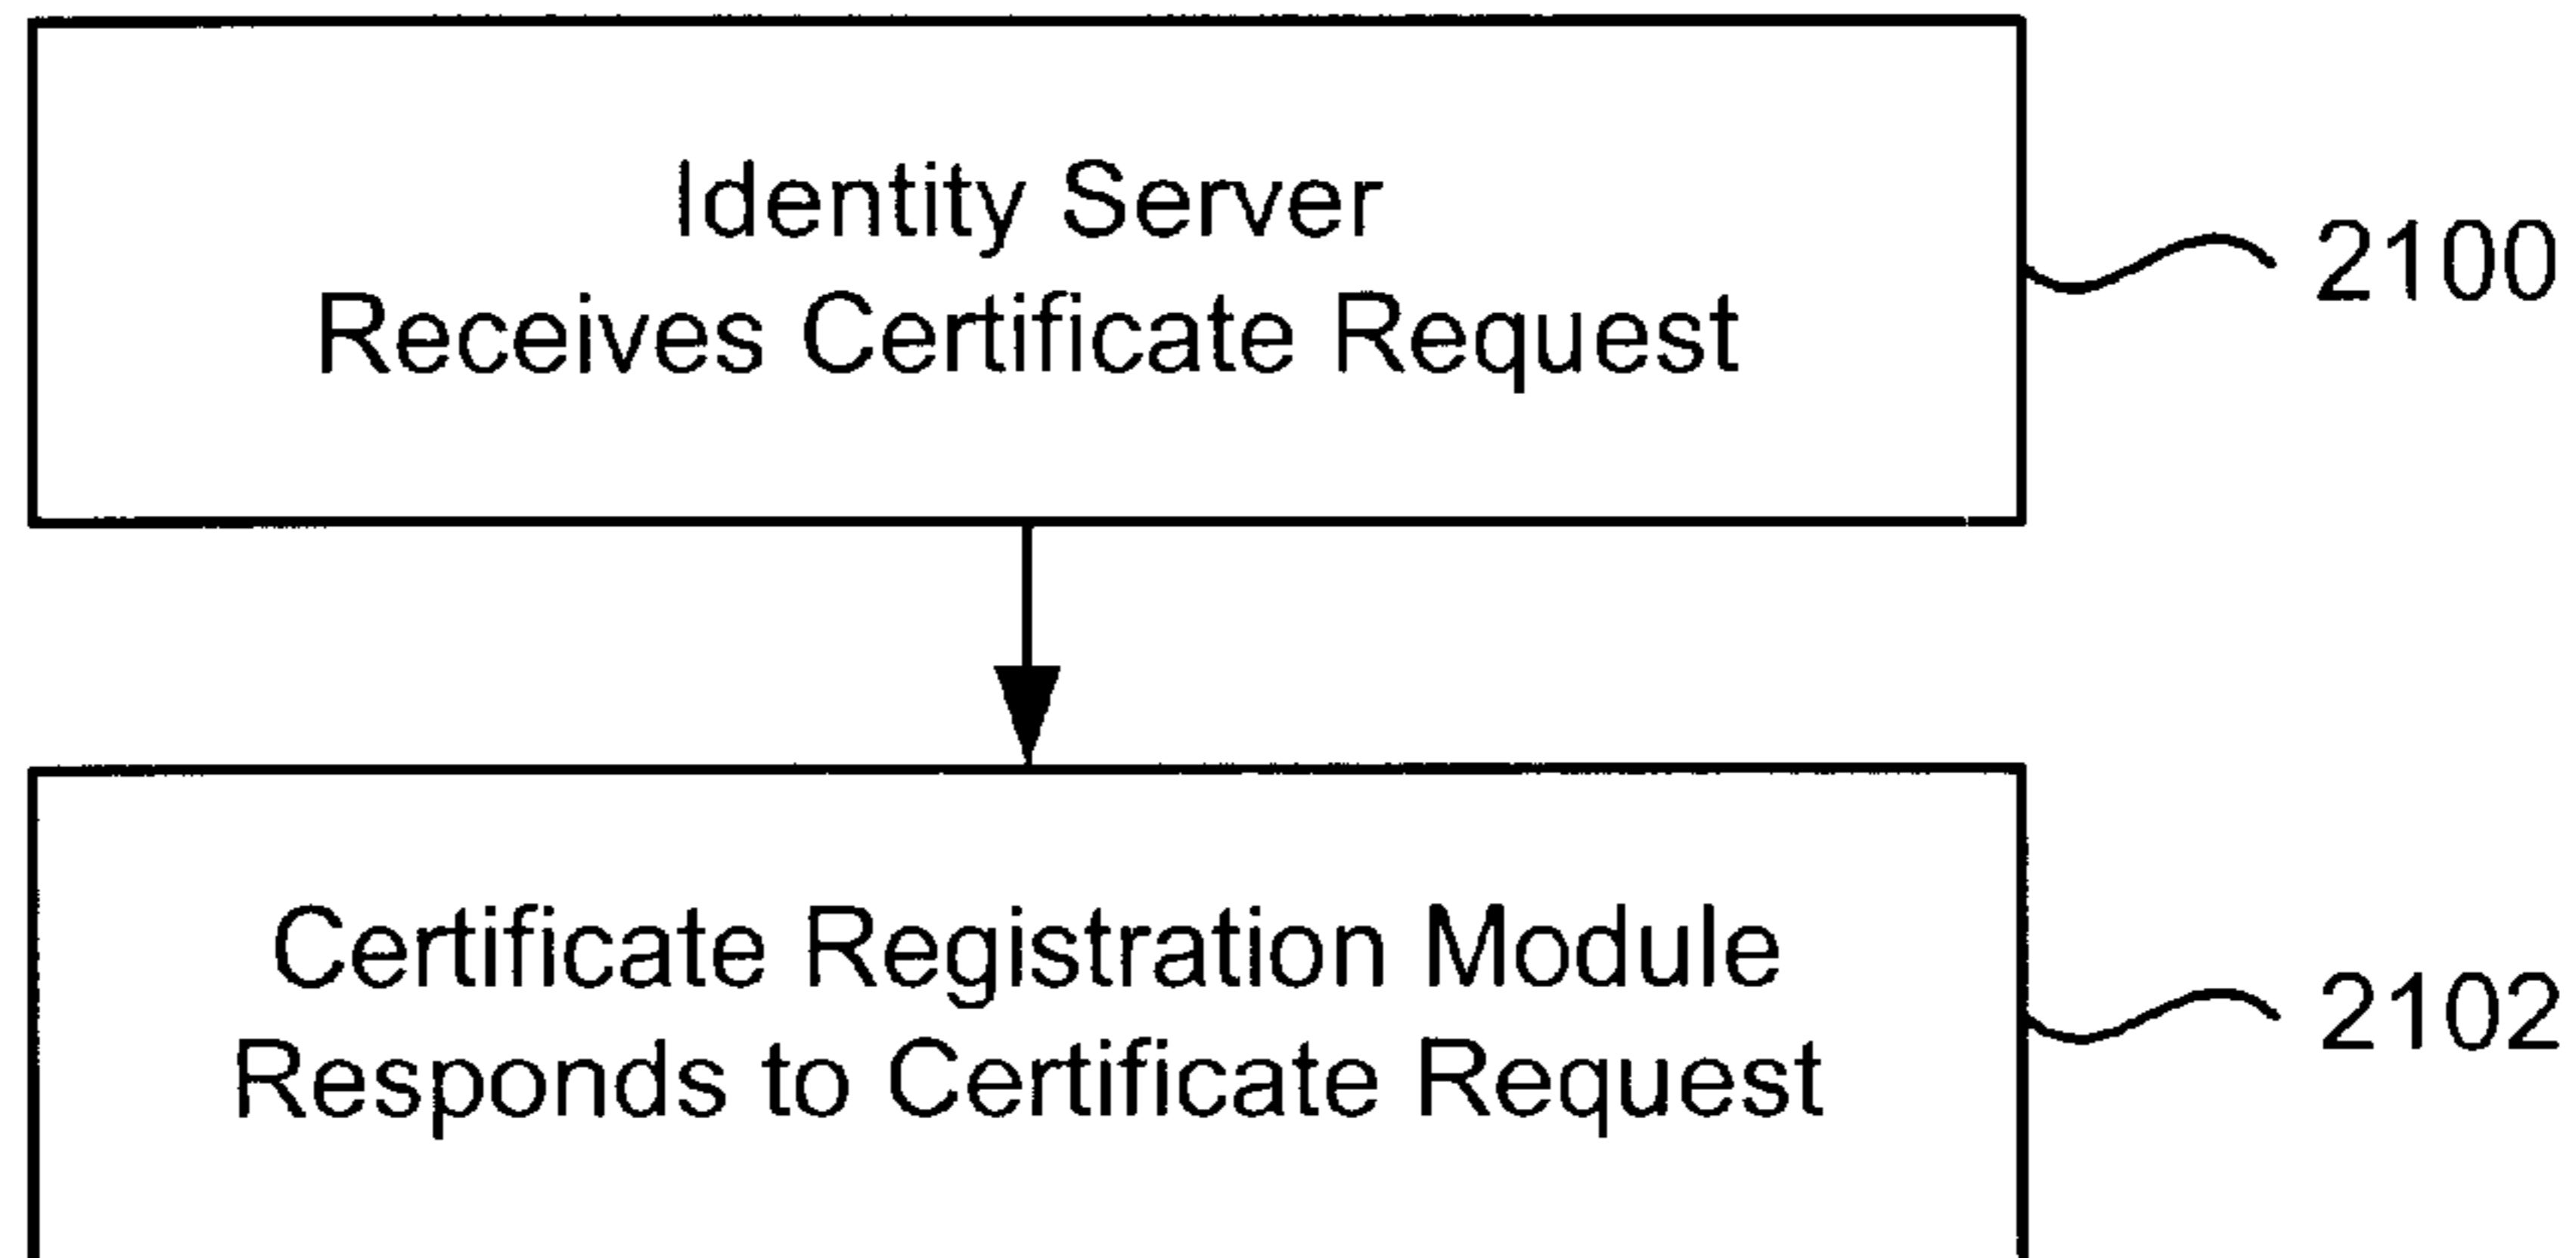 Identity Server
Receives Certificate Request
2100
Certificate Registration Module
Responds to Certificate Request
2102